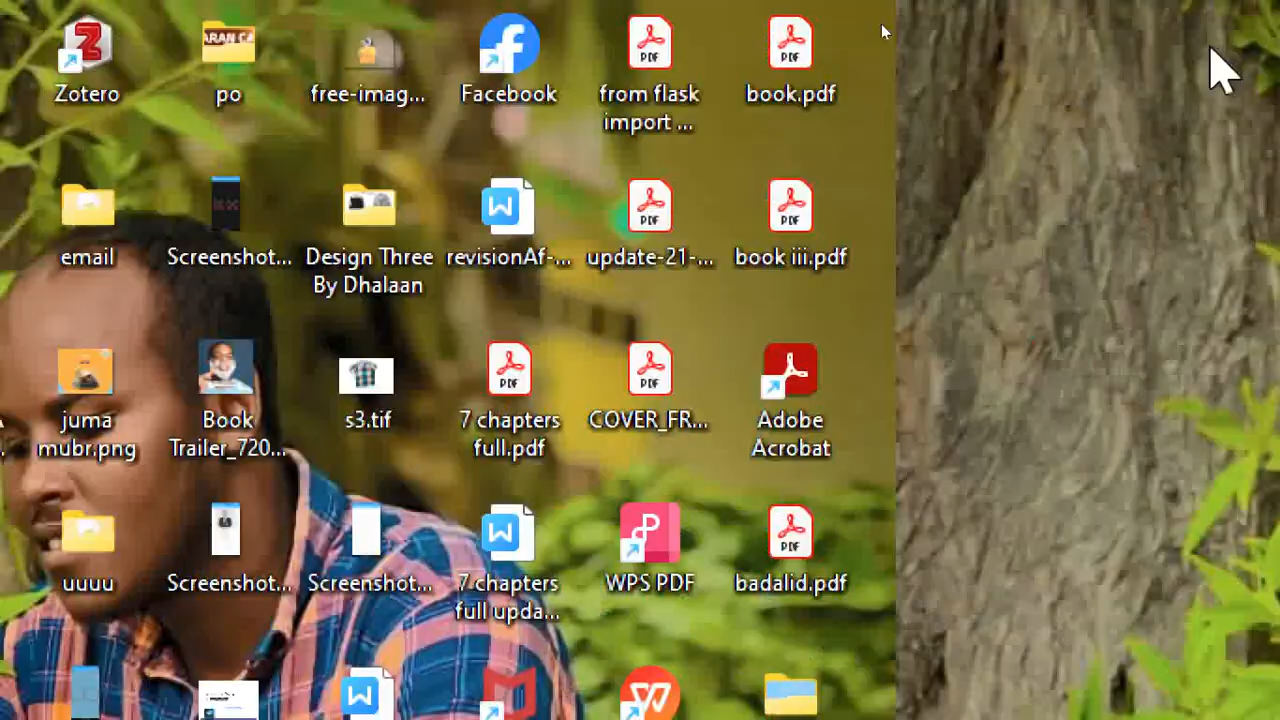 Zotero
po
free-imag...
Facebook
from flask
import ...
book.pdf
email
Screenshot...
Design Three
By Dhalaan
revisionAf-...
update-21-...
book iii.pdf
juma
mubr.png
Book
Trailer_720...
s3.tif
7 chapters
full.pdf
COVER_FR...
Adobe
Acrobat
uuuu
Screenshot...
Screenshot...
7 chapters
full upda...
WPS PDF
badalid.pdf